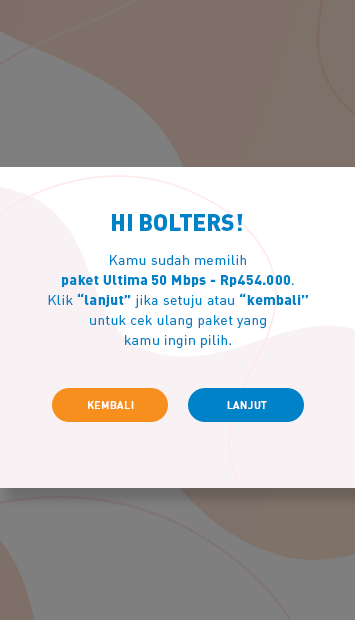 HI BOLTERS!
Kamu sudah memilih
paket Ultima 50 Mbps - Rp454.000.
Klik “lanjut” jika setuju atau “kembali”
untuk cek ulang paket yang
kamu ingin pilih.
KEMBALI
LANJUT